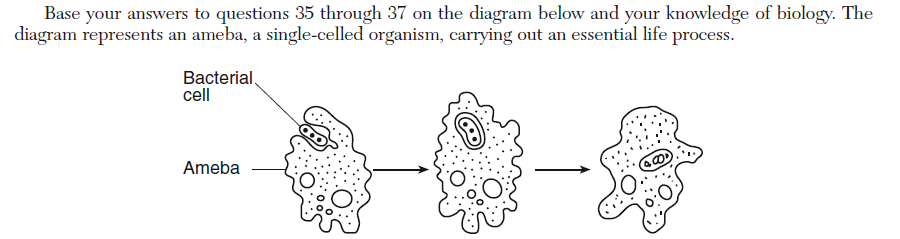 Base your answers to questions 35 through 37 on the diagram below and your knowledge of biology. The
diagram represents an ameba, a single-celled organism, carrying out an essential life process.
Bacterial
cell
Ameba